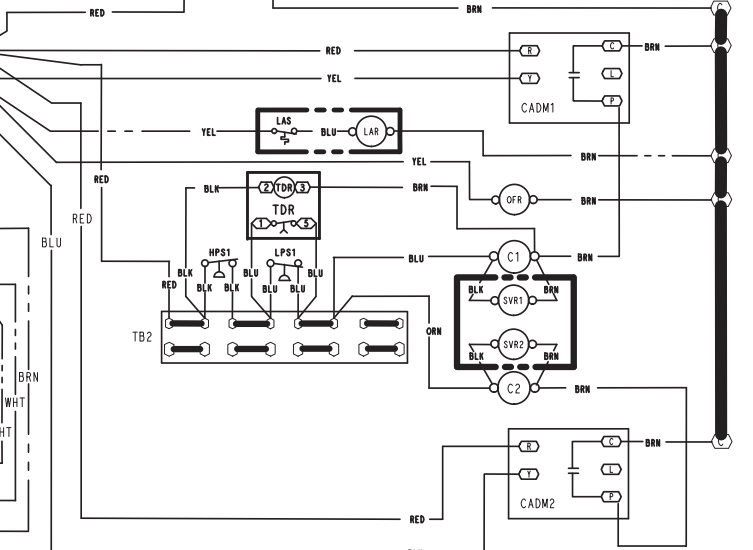 BRN
C
RED
RED
R
C
BRN
YEL
Y
L
P
CADM1
LAS
YEL
BLU
LAR
YEL
BRN
RED
BLK
2
TDR
3
BRN
OFR
BRN
RED
TDR
1
5
BLU
HPS1
LPS1
BLU
C1
BRN
BLK
BLU
BLU
RED
BLK
BLK
BLU
BLU
BLK
BRN
SVR1
TB2
ORN
SVR2
BLK
BRN
BRN
C2
BRN
WHT
HT
R
C
BRN
C
Y
L
P
CADM2
RED